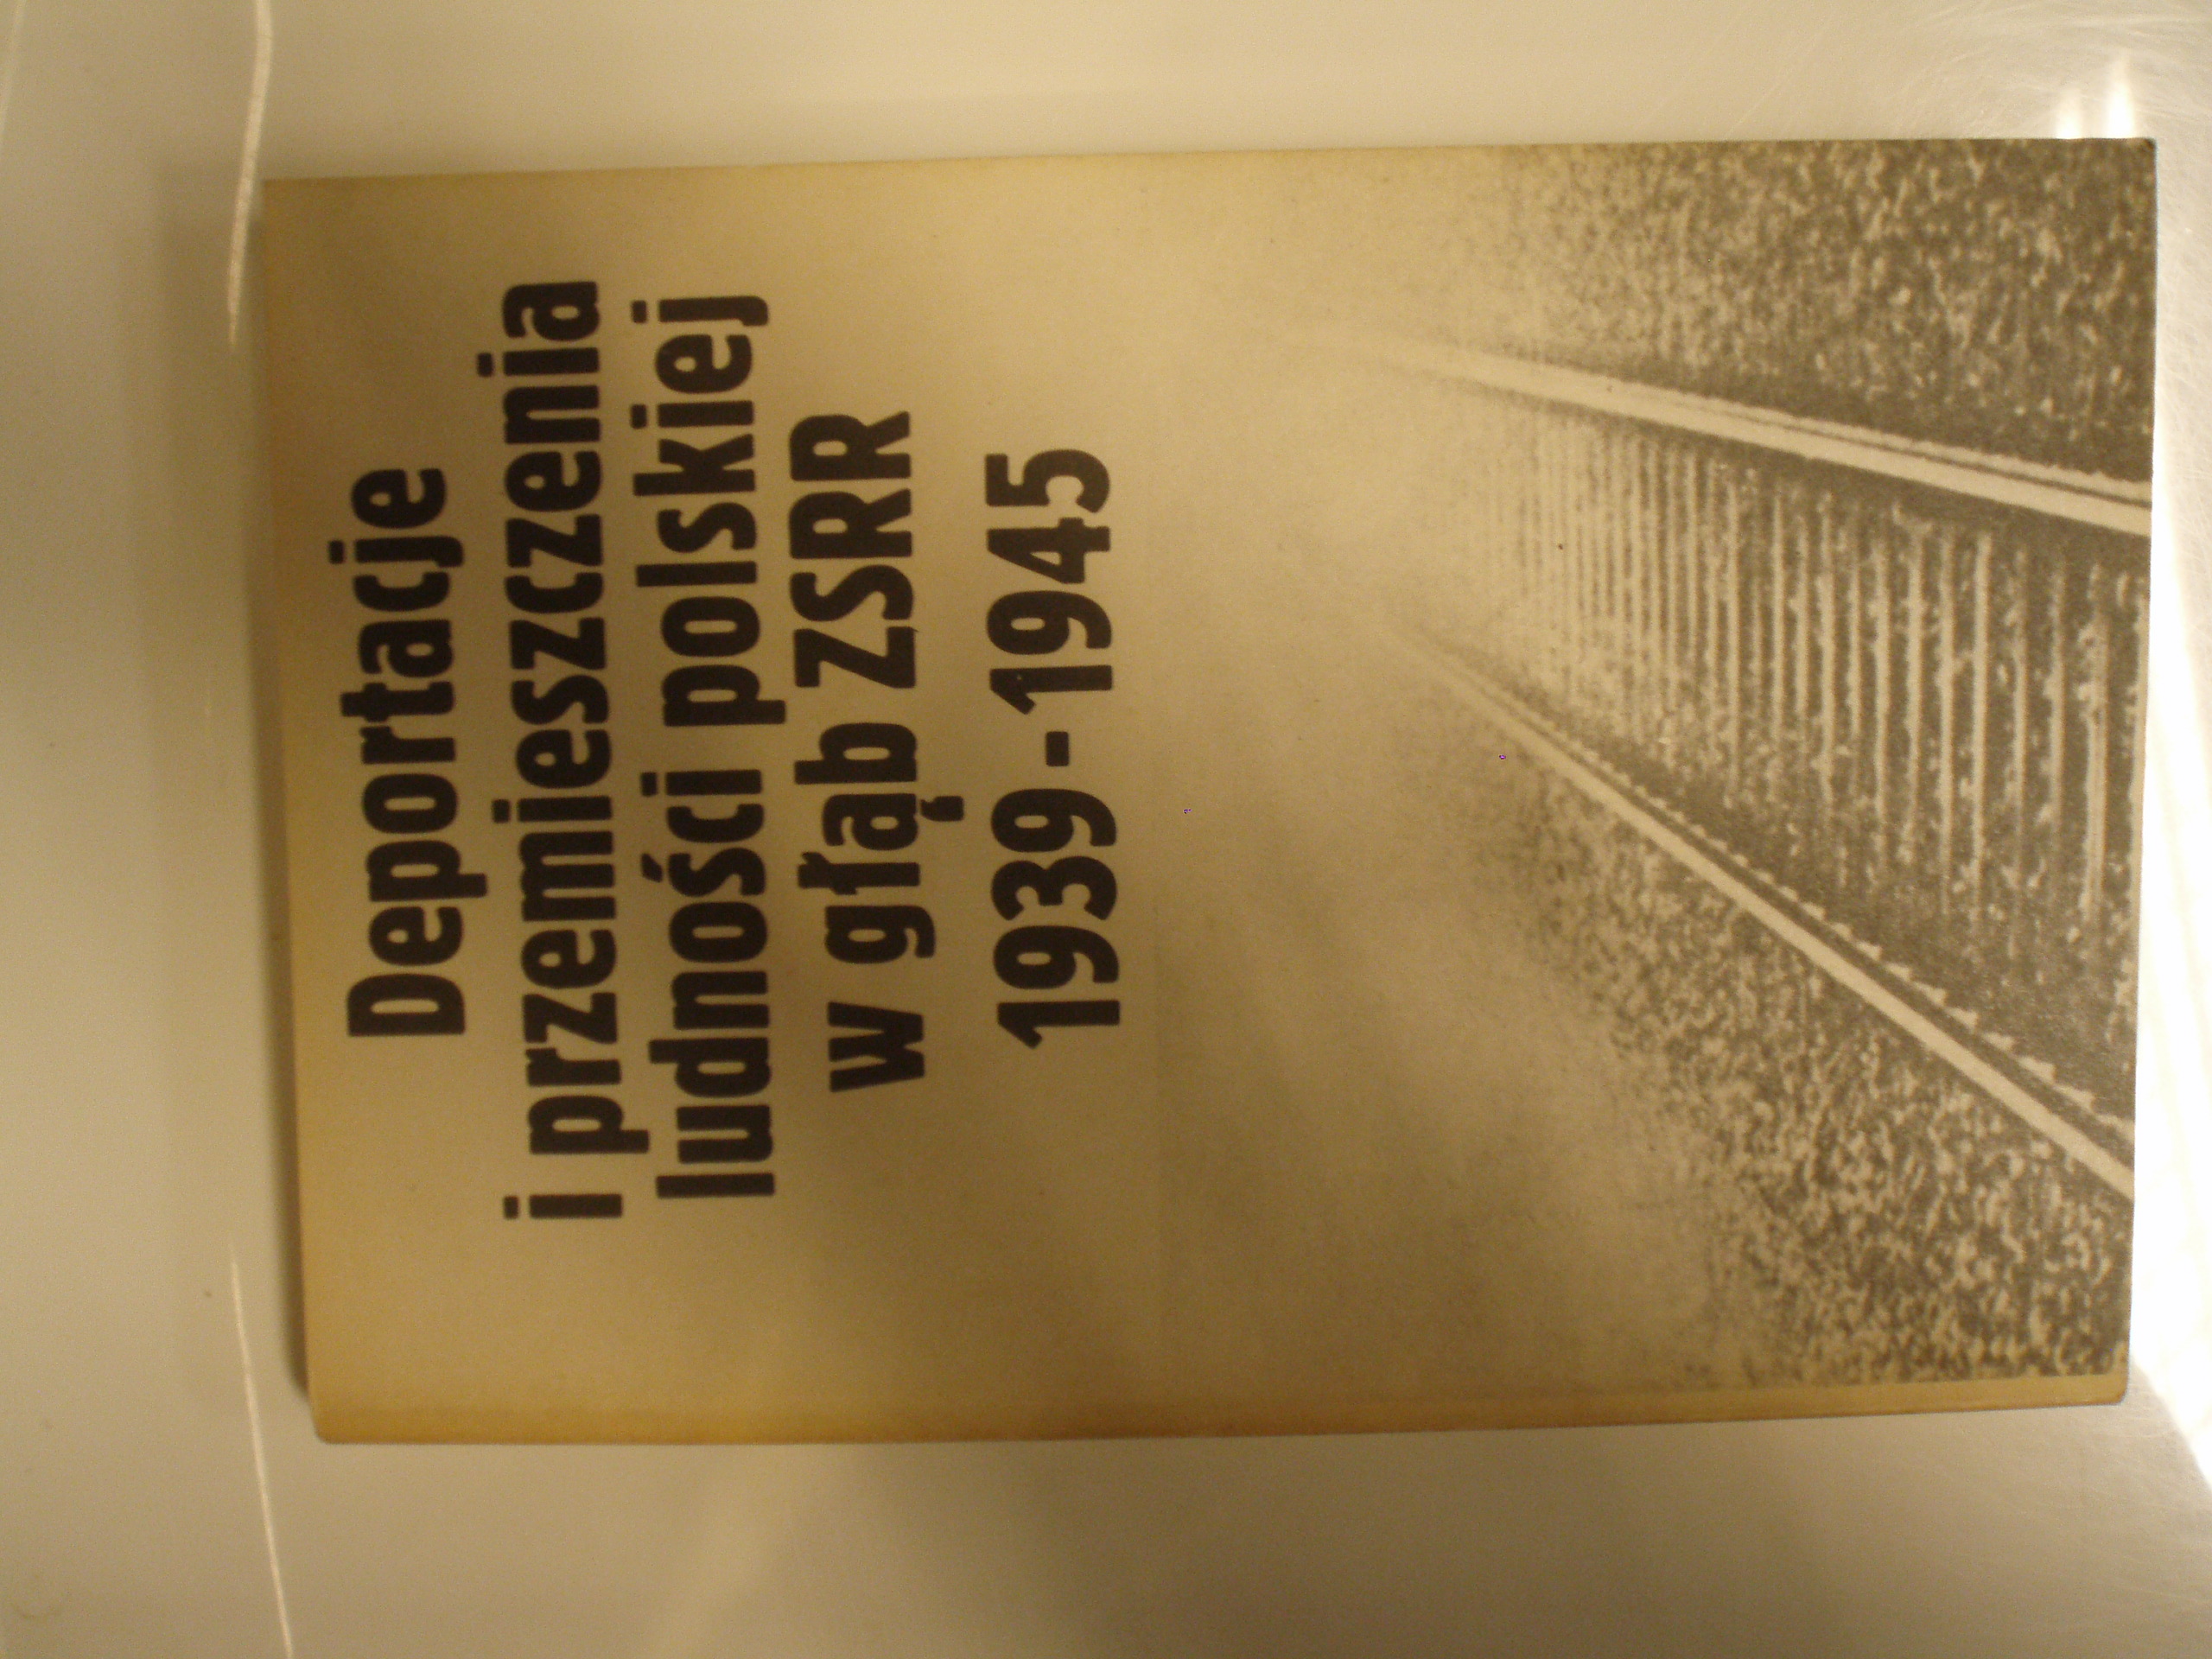 Deportacje
i przemieszczenia
ludności polskiej
w głąb ZSRR
1939-1945